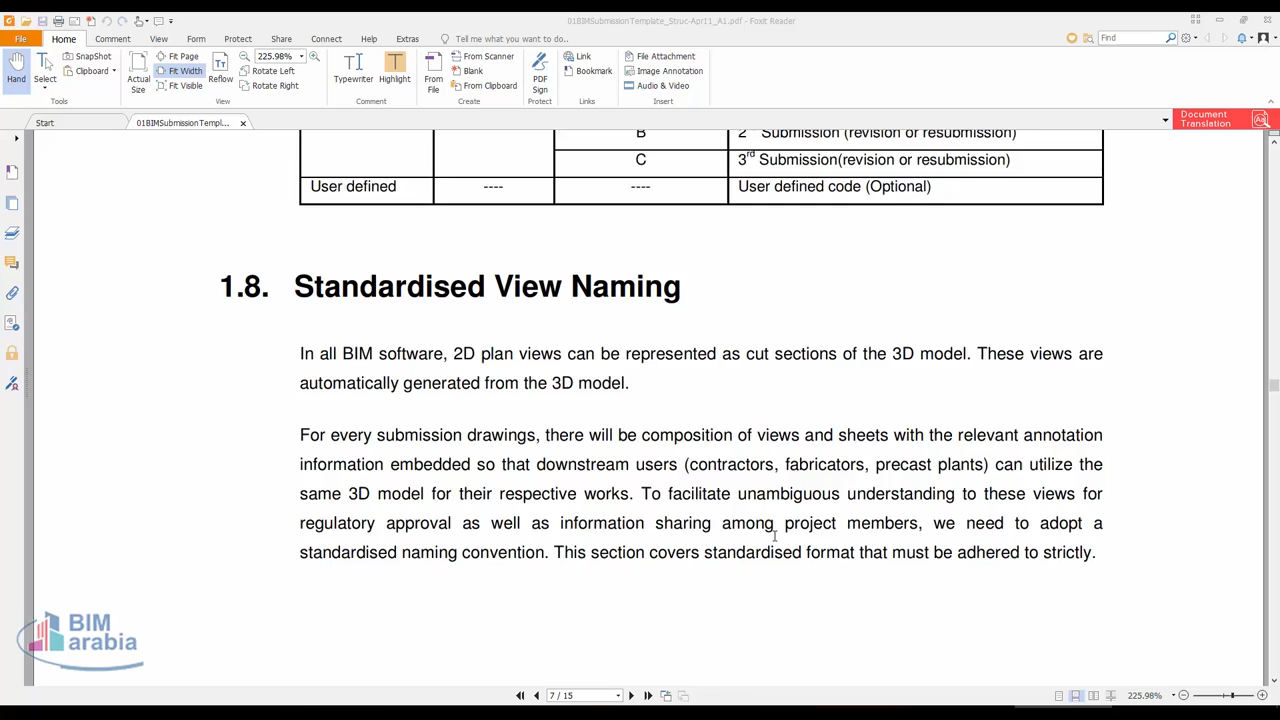 01BIMSubmissionTemplate_Struc-Apr11_A1.pdf - Foxit Reader
File Home Comment View Form Protect Share Connect Help Extras Tell me what you want to do.. Find
Hand
Select
SnapShot
Clipboard
Tools
Actual Size
Fit Page
Fit Width
Fit Visible
Reflow
225.98%
Rotate Left
Rotate Right
View
Typewriter
Highlight
Comment
From File
From Scanner
Blank
From Clipboard
Create
PDF Sign
Protect
Link
Bookmark
Links
File Attachment
Image Annotation
Audio & Video
Insert
Start
01BIMSubmissionTempl...
Document Translation
B 2 Submission (revision or resubmission)
C 3rd Submission(revision or resubmission)
User defined ---- ---- User defined code (Optional)
1.8. Standardised View Naming
In all BIM software, 2D plan views can be represented as cut sections of the 3D model. These views are
automatically generated from the 3D model.
For every submission drawings, there will be composition of views and sheets with the relevant annotation
information embedded so that downstream users (contractors, fabricators, precast plants) can utilize the
same 3D model for their respective works. To facilitate unambiguous understanding to these views for
regulatory approval as well as information sharing among project members, we need to adopt a
standardised naming convention. This section covers standardised format that must be adhered to strictly.
BIM
arabia
7 / 15
225.98%